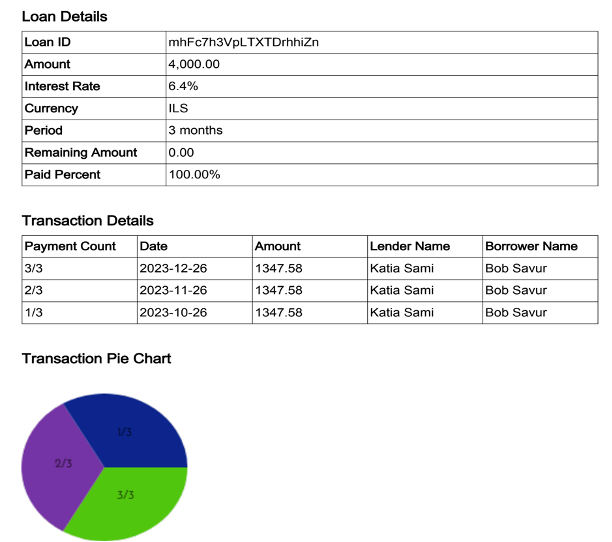 Loan Details
Loan ID mhFc7h3VpLTXTDrhhiZn
Amount 4,000.00
Interest Rate 6.4%
Currency ILS
Period 3 months
Remaining Amount 0.00
Paid Percent 100.00%
Transaction Details
Payment Count Date Amount Lender Name Borrower Name
3/3 2023-12-26 1347.58 Katia Sami Bob Savur
2/3 2023-11-26 1347.58 Katia Sami Bob Savur
1/3 2023-10-26 1347.58 Katia Sami Bob Savur
Transaction Pie Chart
1/3
2/3
3/3